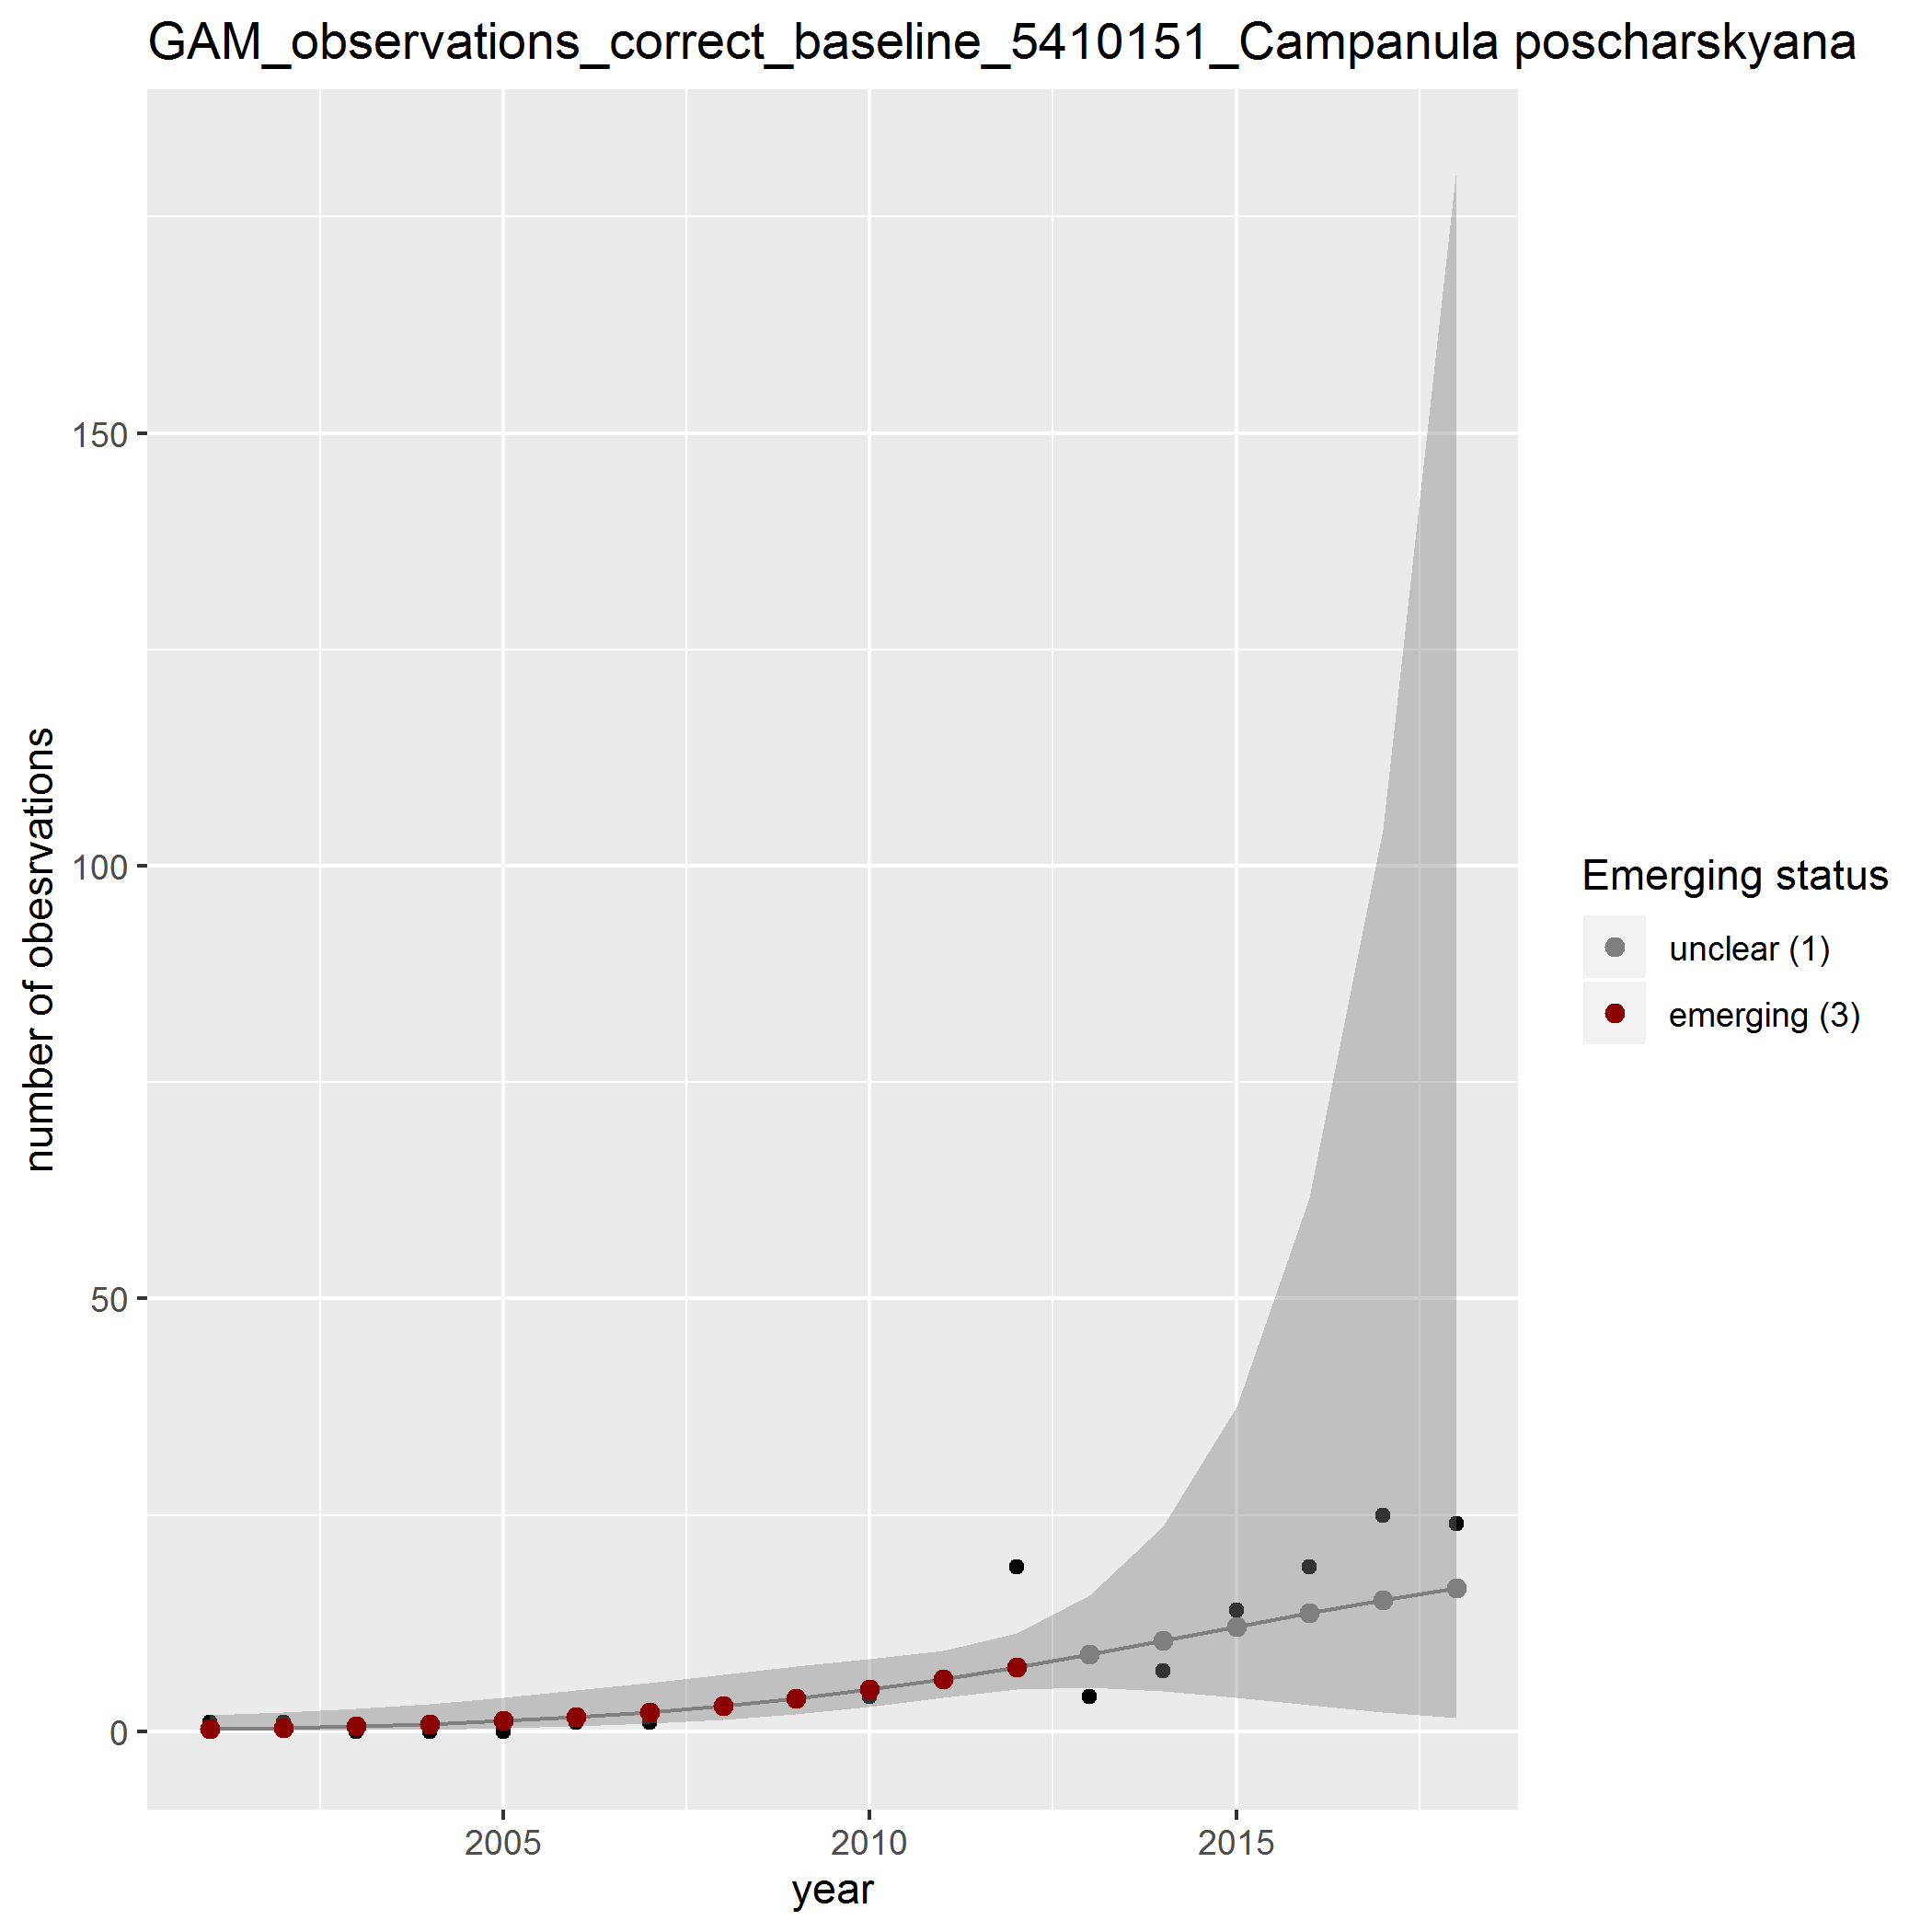 GAM_observations_correct_baseline_5410151_Campanula poscharskyana
number of obesrvations
150
100
50
0
2005
2010
2015
year
Emerging status
unclear (1)
emerging (3)